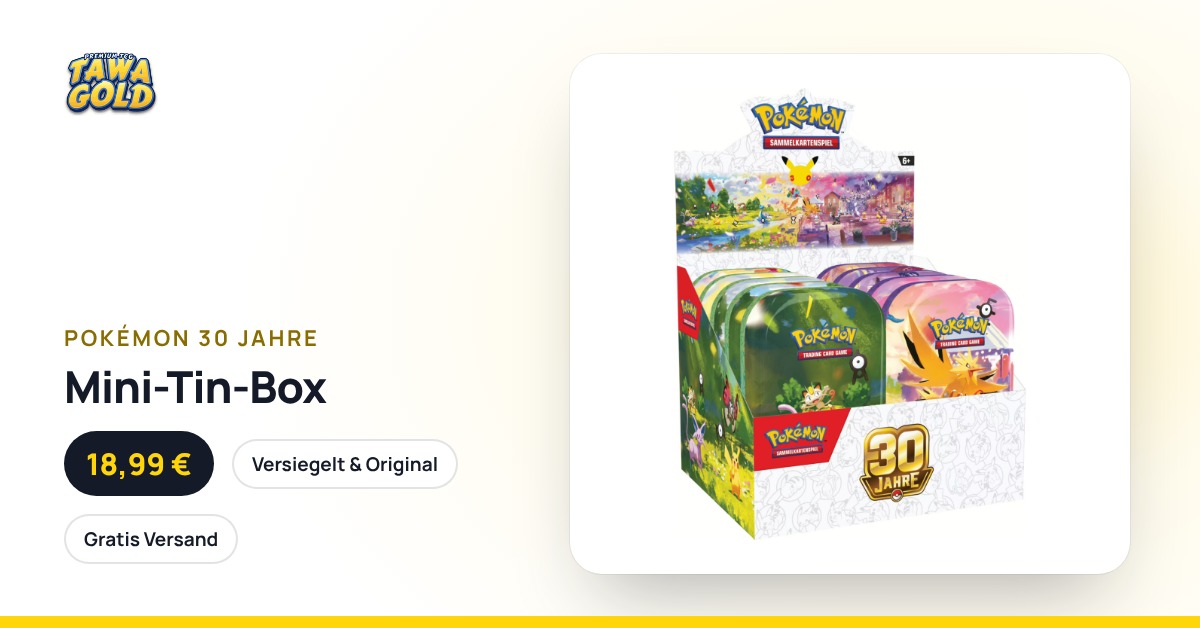 PREMIUM TCG
TAWA
GOLD
POKÉMON 30 JAHRE
Mini-Tin-Box
18,99 €
Versiegelt & Original
Gratis Versand
Pokémon
SAMMELKARTENSPIEL
6+
Pokémon
TRADING CARD GAME
Pokémon
TRADING CARD GAME
Pokémon
Pokémon
SAMMELKARTENSPIEL
30
JAHRE